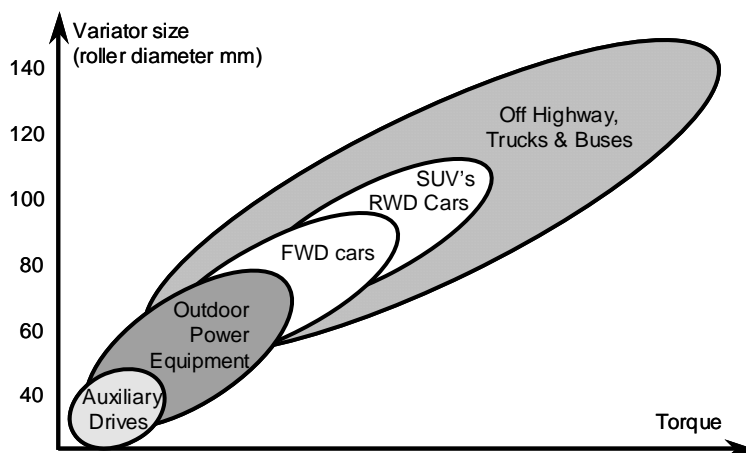 Variator size
(roller diameter mm)
140
120
100
80
60
40
Off Highway,
Trucks & Buses
SUV's
RWD Cars
FWD cars
Outdoor
Power
Equipment
Auxiliary
Drives
Torque